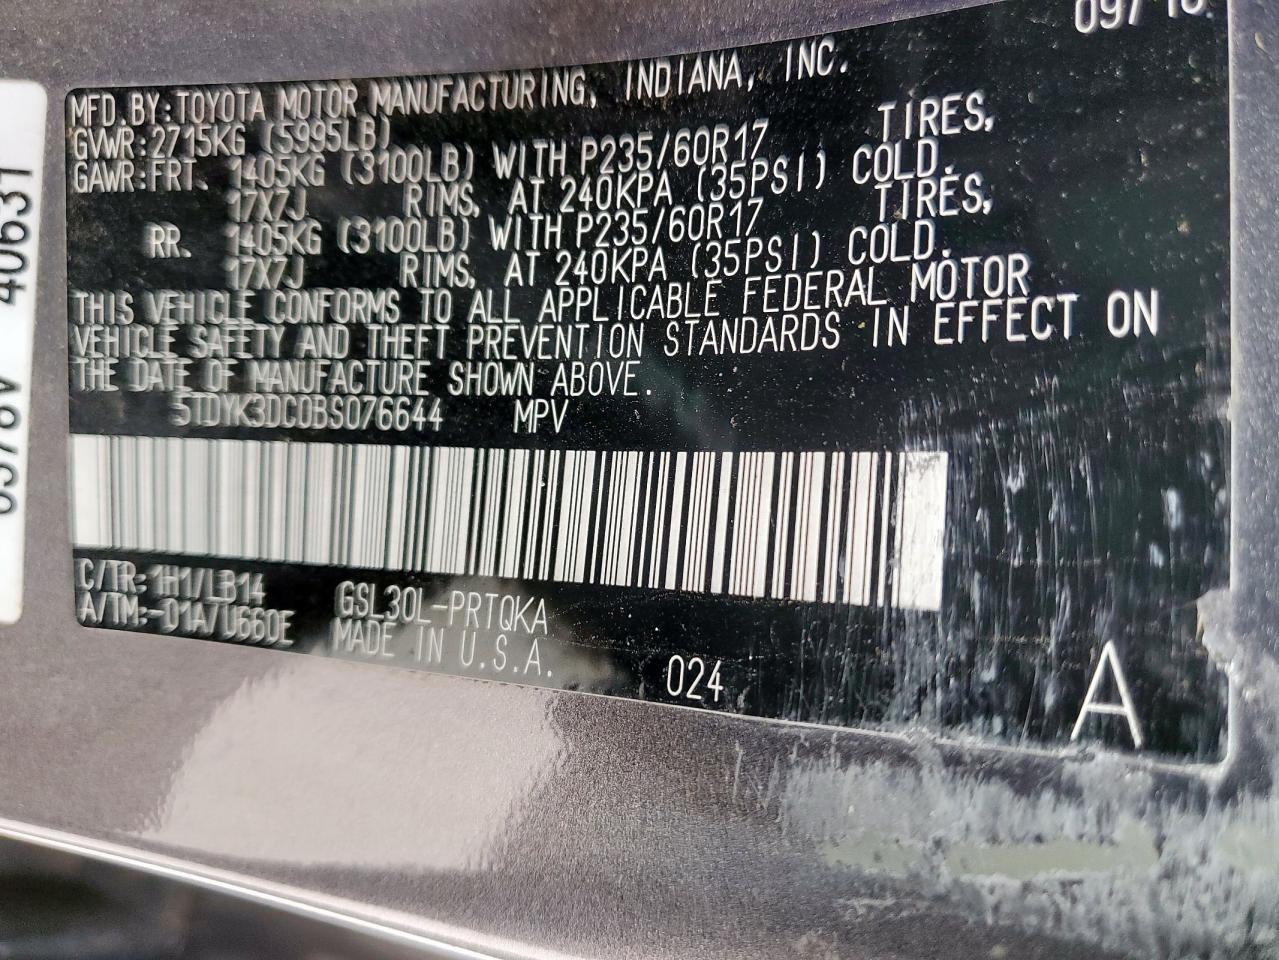 09/10
MFD.BY:TOYOTA MOTOR MANUFACTURING, INDIANA, INC.
GVWR:2715KG (5995LB)
GAWR:FRT. 1405KG (3100LB) WITH P235/60R17 TIRES,
17X7J RIMS, AT 240KPA (35PSI) COLD.
RR. 1405KG (3100LB) WITH P235/60R17 TIRES,
17X7J RIMS, AT 240KPA (35PSI) COLD.
THIS VEHICLE CONFORMS TO ALL APPLICABLE FEDERAL MOTOR
VEHICLE SAFETY AND THEFT PREVENTION STANDARDS IN EFFECT ON
THE DATE OF MANUFACTURE SHOWN ABOVE.
5TDYK3DC0BS076644 MPV
C/TR:1H1/LB14 GSL30L-PRTQKA
A/TM:-01A/U660E MADE IN U.S.A.
024
A
40631